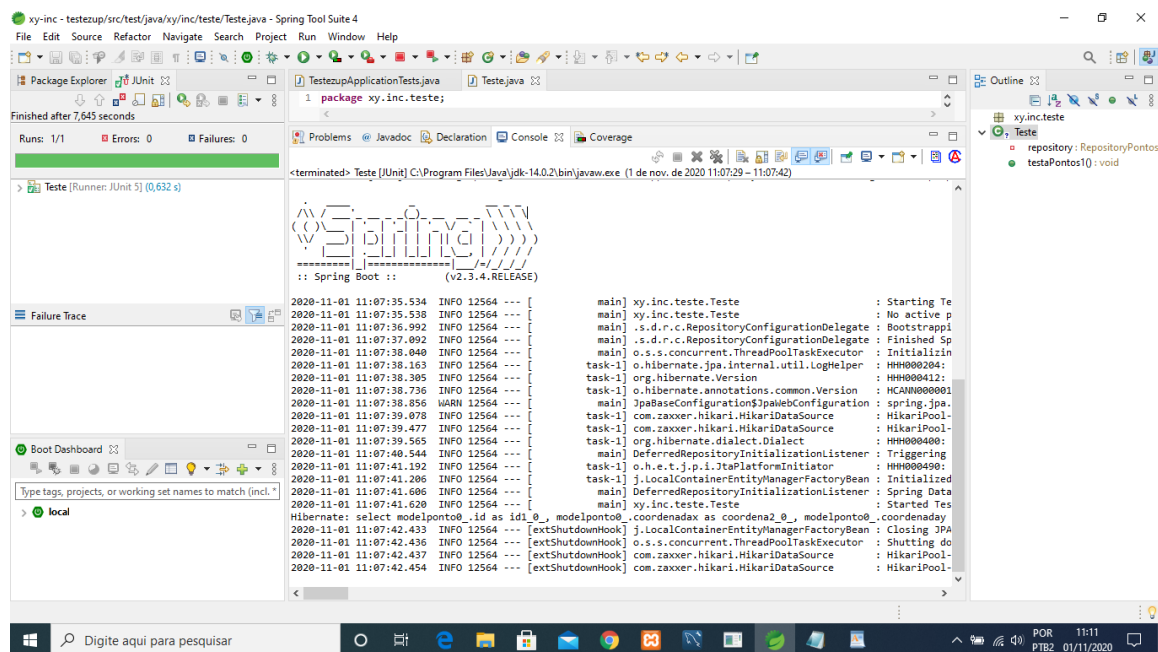 xy-inc - testezup/src/test/java/xy/inc/teste/Teste.java - Spring Tool Suite 4
File Edit Source Refactor Navigate Search Project Run Window Help
Package Explorer JUnit
Finished after 7,645 seconds
Runs: 1/1 Errors: 0 Failures: 0
Teste [Runner: JUnit 5] (0,632 s)
Failure Trace
Boot Dashboard
Type tags, projects, or working set names to match (incl. *
local
TestezupApplicationTests.java Teste.java
1 package xy.inc.teste;
Problems @ Javadoc Declaration Console Coverage
<terminated> Teste [JUnit] C:\Program Files\Java\jdk-14.0.2\bin\javaw.exe (1 de nov. de 2020 11:07:29 – 11:07:42)
Spring
:: Spring Boot :: (v2.3.4.RELEASE)
2020-11-01 11:07:35.534 INFO 12564 --- [ main] xy.inc.teste.Teste : Starting Te
2020-11-01 11:07:35.538 INFO 12564 --- [ main] xy.inc.teste.Teste : No active p
2020-11-01 11:07:36.992 INFO 12564 --- [ main] .s.d.r.c.RepositoryConfigurationDelegate : Bootstrappi
2020-11-01 11:07:37.092 INFO 12564 --- [ main] .s.d.r.c.RepositoryConfigurationDelegate : Finished Sp
2020-11-01 11:07:38.040 INFO 12564 --- [ main] o.s.s.concurrent.ThreadPoolTaskExecutor : Initializin
2020-11-01 11:07:38.163 INFO 12564 --- [ task-1] o.hibernate.jpa.internal.util.LogHelper : HHH000204:
2020-11-01 11:07:38.305 INFO 12564 --- [ task-1] org.hibernate.Version : HHH000412:
2020-11-01 11:07:38.736 INFO 12564 --- [ task-1] o.hibernate.annotations.common.Version : HCANN000001
2020-11-01 11:07:38.856 WARN 12564 --- [ main] JpaBaseConfiguration$JpaWebConfiguration : spring.jpa.
2020-11-01 11:07:39.078 INFO 12564 --- [ task-1] com.zaxxer.hikari.HikariDataSource : HikariPool-
2020-11-01 11:07:39.477 INFO 12564 --- [ task-1] com.zaxxer.hikari.HikariDataSource : HikariPool-
2020-11-01 11:07:39.565 INFO 12564 --- [ task-1] org.hibernate.dialect.Dialect : HHH000400:
2020-11-01 11:07:40.544 INFO 12564 --- [ main] DeferredRepositoryInitializationListener : Triggering
2020-11-01 11:07:41.192 INFO 12564 --- [ task-1] o.h.e.t.j.p.i.JtaPlatformInitiator : HHH000490:
2020-11-01 11:07:41.206 INFO 12564 --- [ task-1] j.LocalContainerEntityManagerFactoryBean : Initialized
2020-11-01 11:07:41.606 INFO 12564 --- [ main] DeferredRepositoryInitializationListener : Spring Data
2020-11-01 11:07:41.620 INFO 12564 --- [ main] xy.inc.teste.Teste : Started Tes
Hibernate: select modelponto0_.id as id1_0_, modelponto0_.coordenadax as coordena2_0_, modelponto0_.coordenaday
2020-11-01 11:07:42.433 INFO 12564 --- [extShutdownHook] j.LocalContainerEntityManagerFactoryBean : Closing JPA
2020-11-01 11:07:42.436 INFO 12564 --- [extShutdownHook] o.s.s.concurrent.ThreadPoolTaskExecutor : Shutting do
2020-11-01 11:07:42.437 INFO 12564 --- [extShutdownHook] com.zaxxer.hikari.HikariDataSource : HikariPool-
2020-11-01 11:07:42.454 INFO 12564 --- [extShutdownHook] com.zaxxer.hikari.HikariDataSource : HikariPool-
Outline
xy.inc.teste
Teste
repository : RepositoryPontos
testaPontos1() : void
Digite aqui para pesquisar
POR 11:11
PTB2 01/11/2020